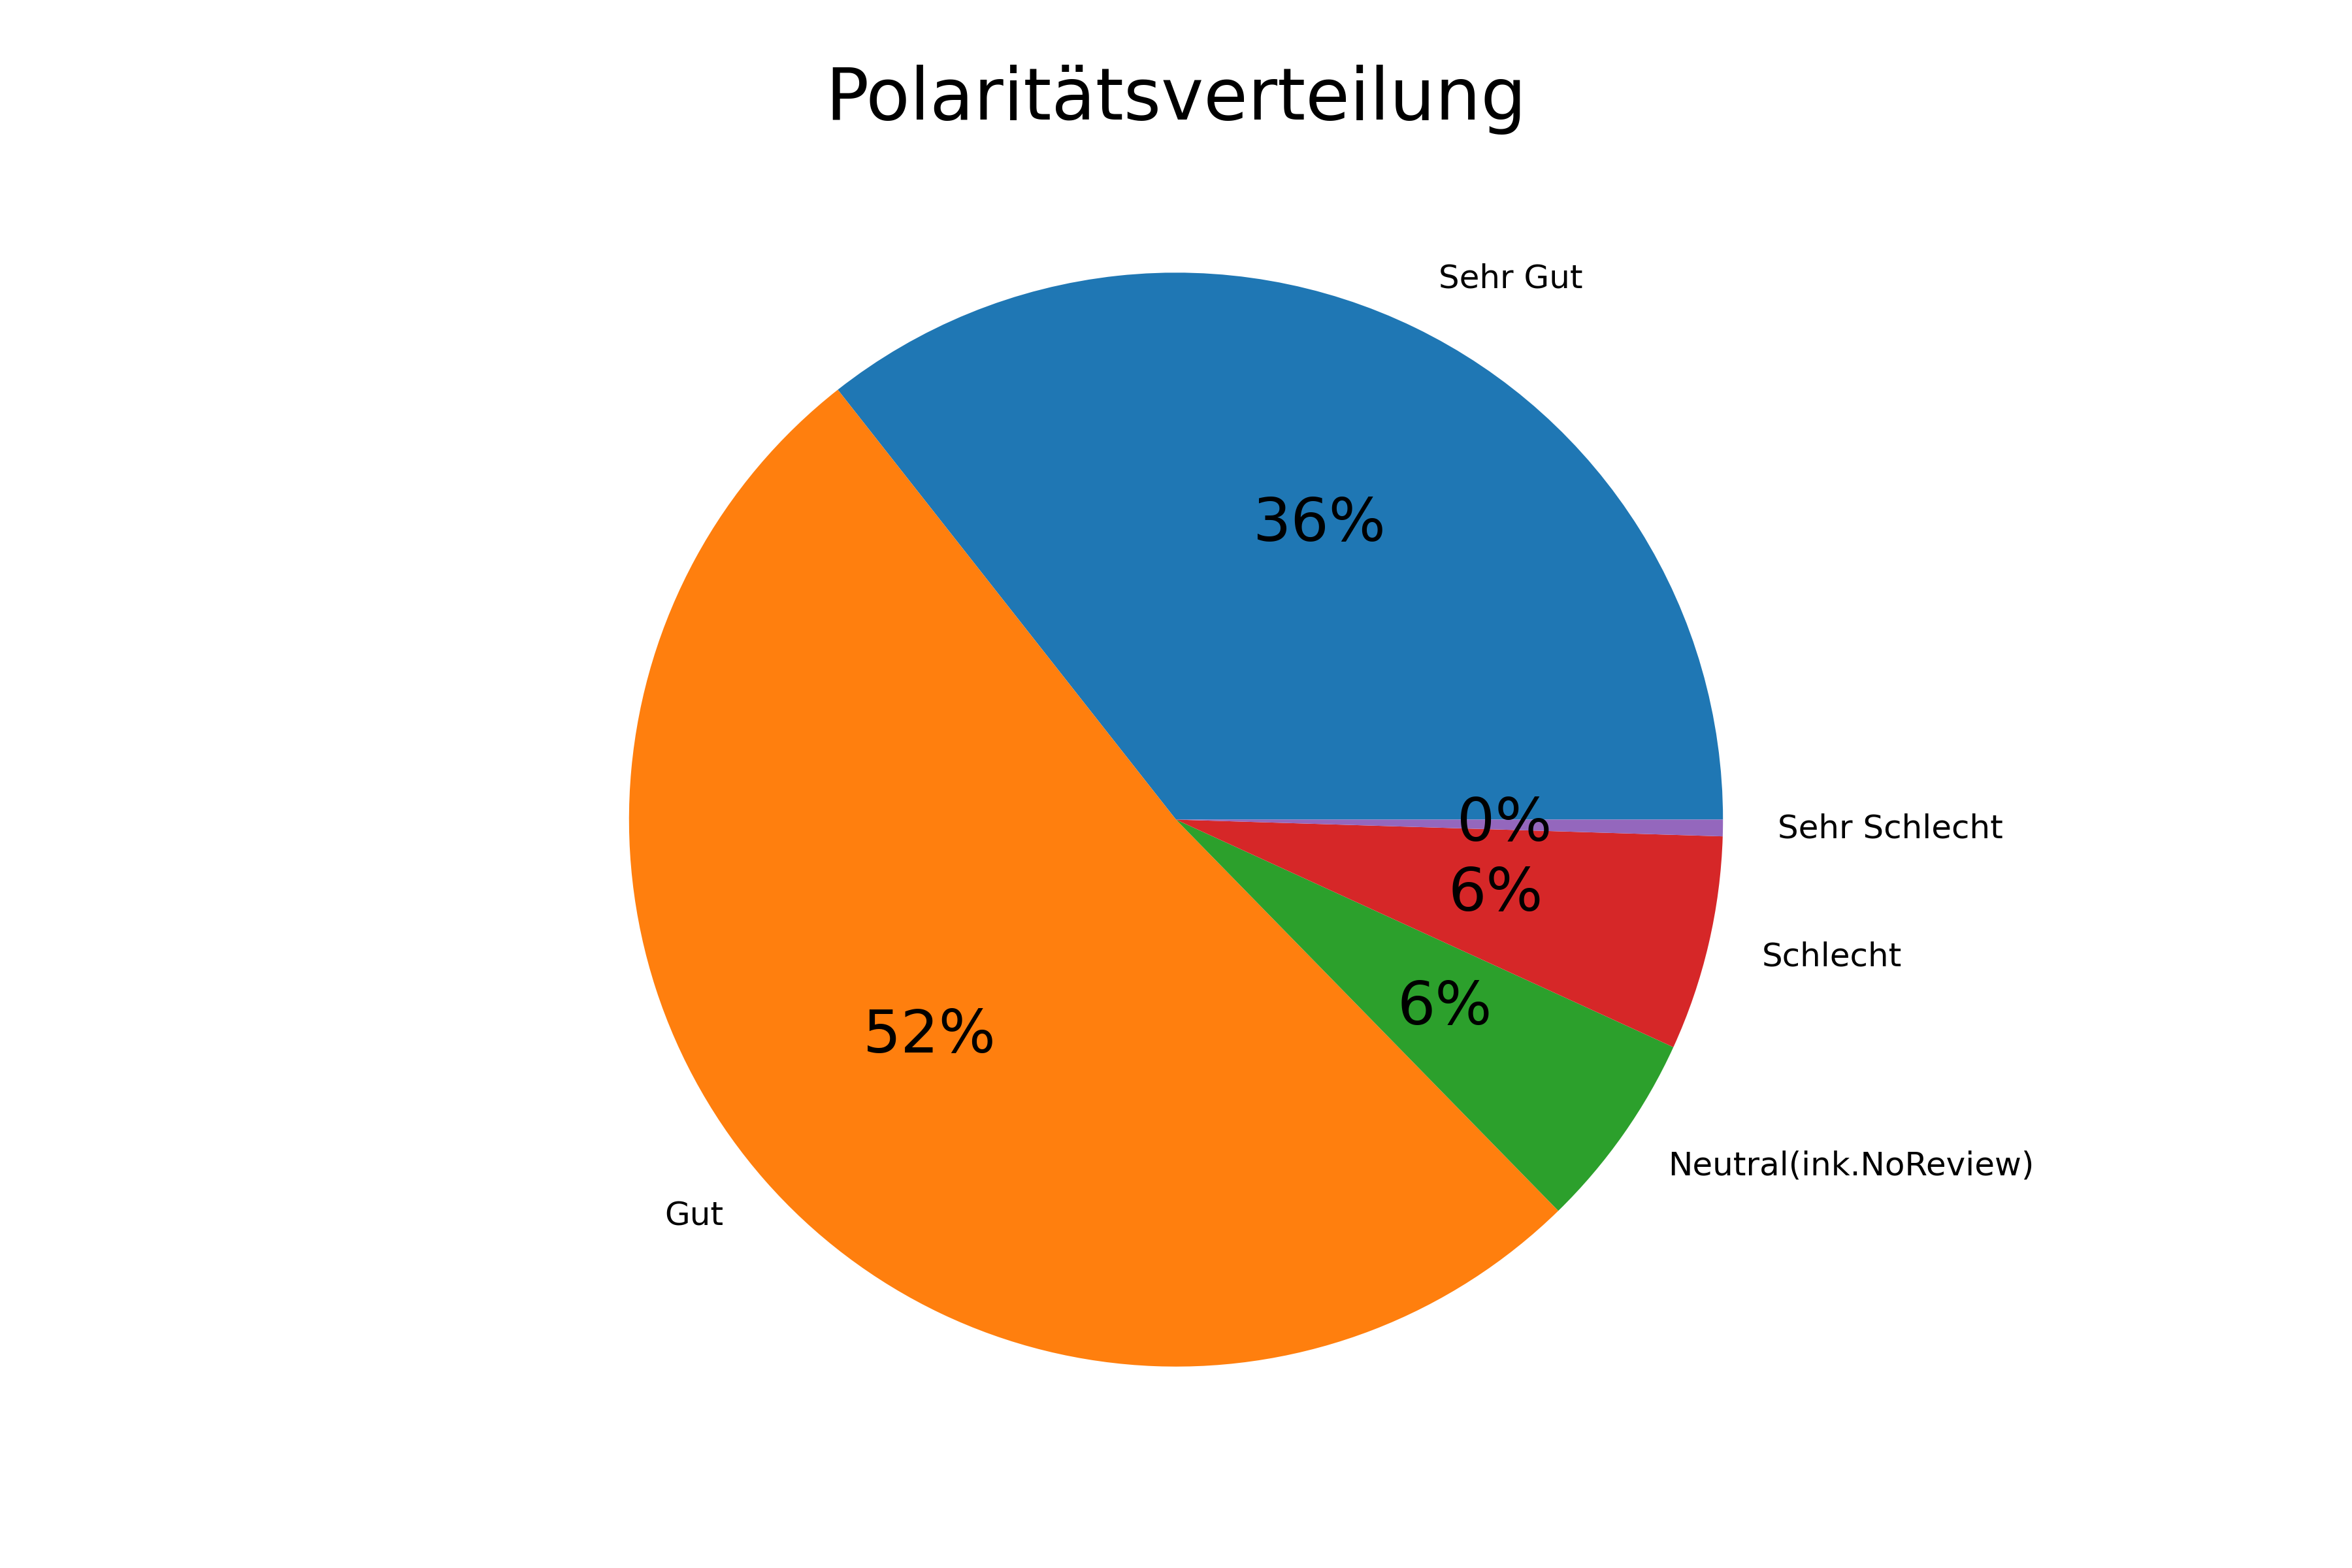 Polaritätsverteilung
Sehr Gut
36%
0%
Sehr Schlecht
6%
Schlecht
6%
52%
Neutral(ink.NoReview)
Gut